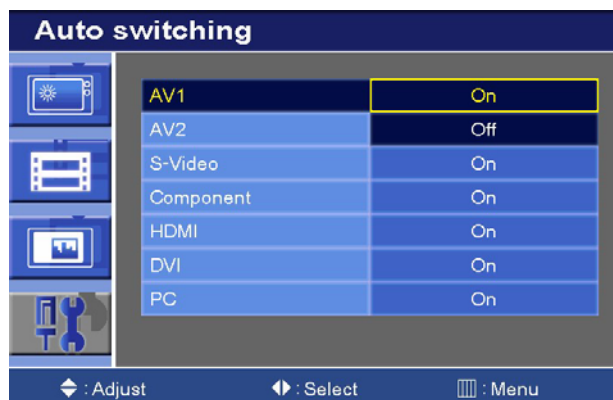 Auto switching
AV1 On
AV2 Off
S-Video On
Component On
HDMI On
DVI On
PC On
: Adjust : Select : Menu